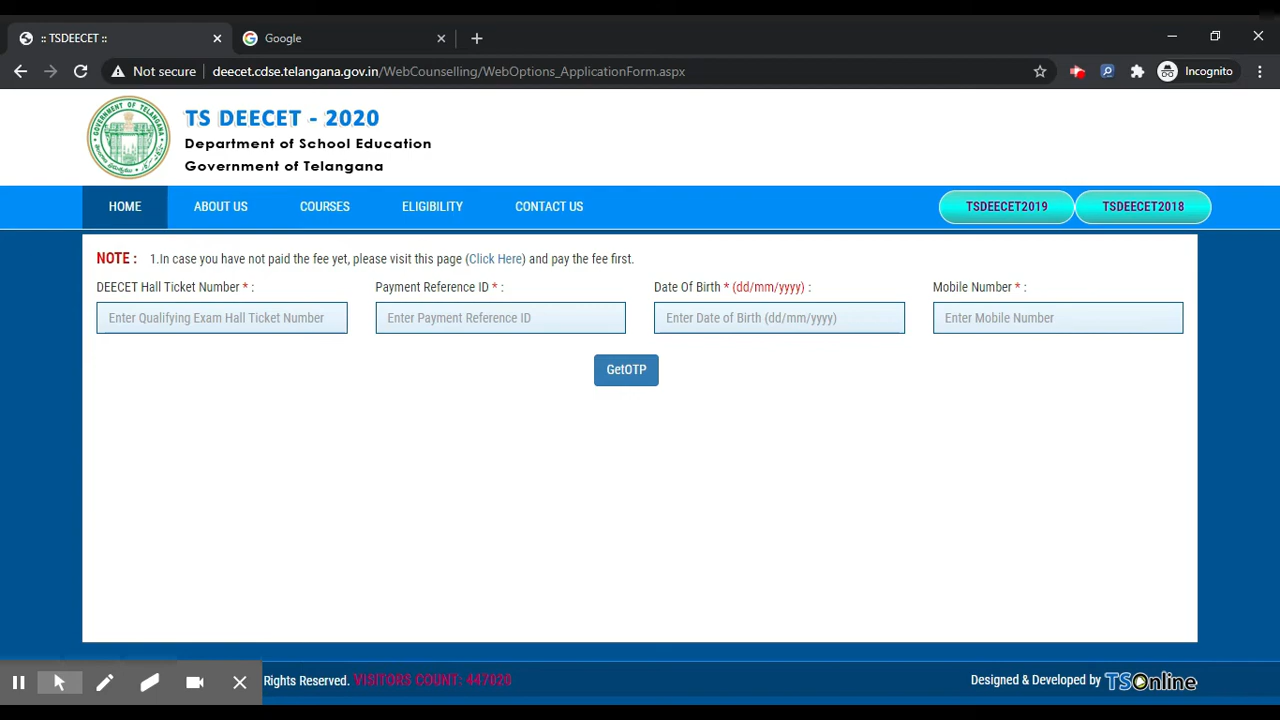 :: TSDEECET ::
Google
Not secure
deecet.cdse.telangana.gov.in/WebCounselling/WebOptions_ApplicationForm.aspx
Incognito
TS DEECET - 2020
Department of School Education
Government of Telangana
HOME ABOUT US COURSES ELIGIBILITY CONTACT US TSDEECET2019 TSDEECET2018
NOTE : 1.In case you have not paid the fee yet, please visit this page (Click Here) and pay the fee first.
DEECET Hall Ticket Number * : Payment Reference ID * : Date Of Birth * (dd/mm/yyyy) : Mobile Number * :
Enter Qualifying Exam Hall Ticket Number Enter Payment Reference ID Enter Date of Birth (dd/mm/yyyy) Enter Mobile Number
GetOTP
Rights Reserved. VISITORS COUNT: 447020 Designed & Developed by TSOnline